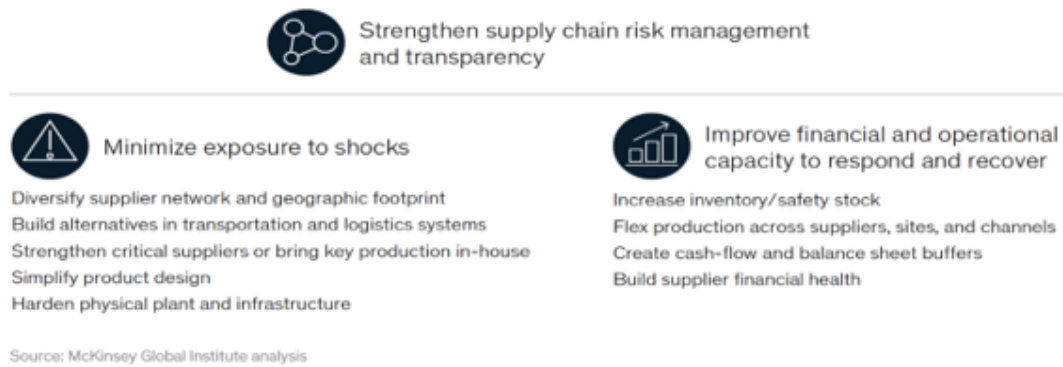 Strengthen supply chain risk management
and transparency
Minimize exposure to shocks
Diversify supplier network and geographic footprint
Build alternatives in transportation and logistics systems
Strengthen critical suppliers or bring key production in-house
Simplify product design
Harden physical plant and infrastructure
Improve financial and operational
capacity to respond and recover
Increase inventory/safety stock
Flex production across suppliers, sites, and channels
Create cash-flow and balance sheet buffers
Build supplier financial health
Source: McKinsey Global Institute analysis